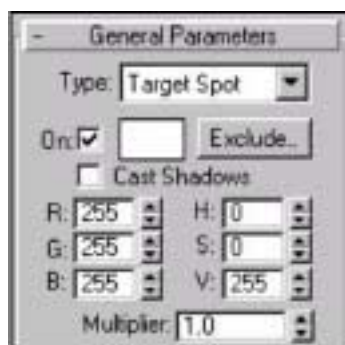 - General Parameters
Type: Target Spot
On: Exclude...
Cast Shadows
R: 255 H: 0
G: 255 S: 0
B: 255 V: 255
Multiplier: 1.0